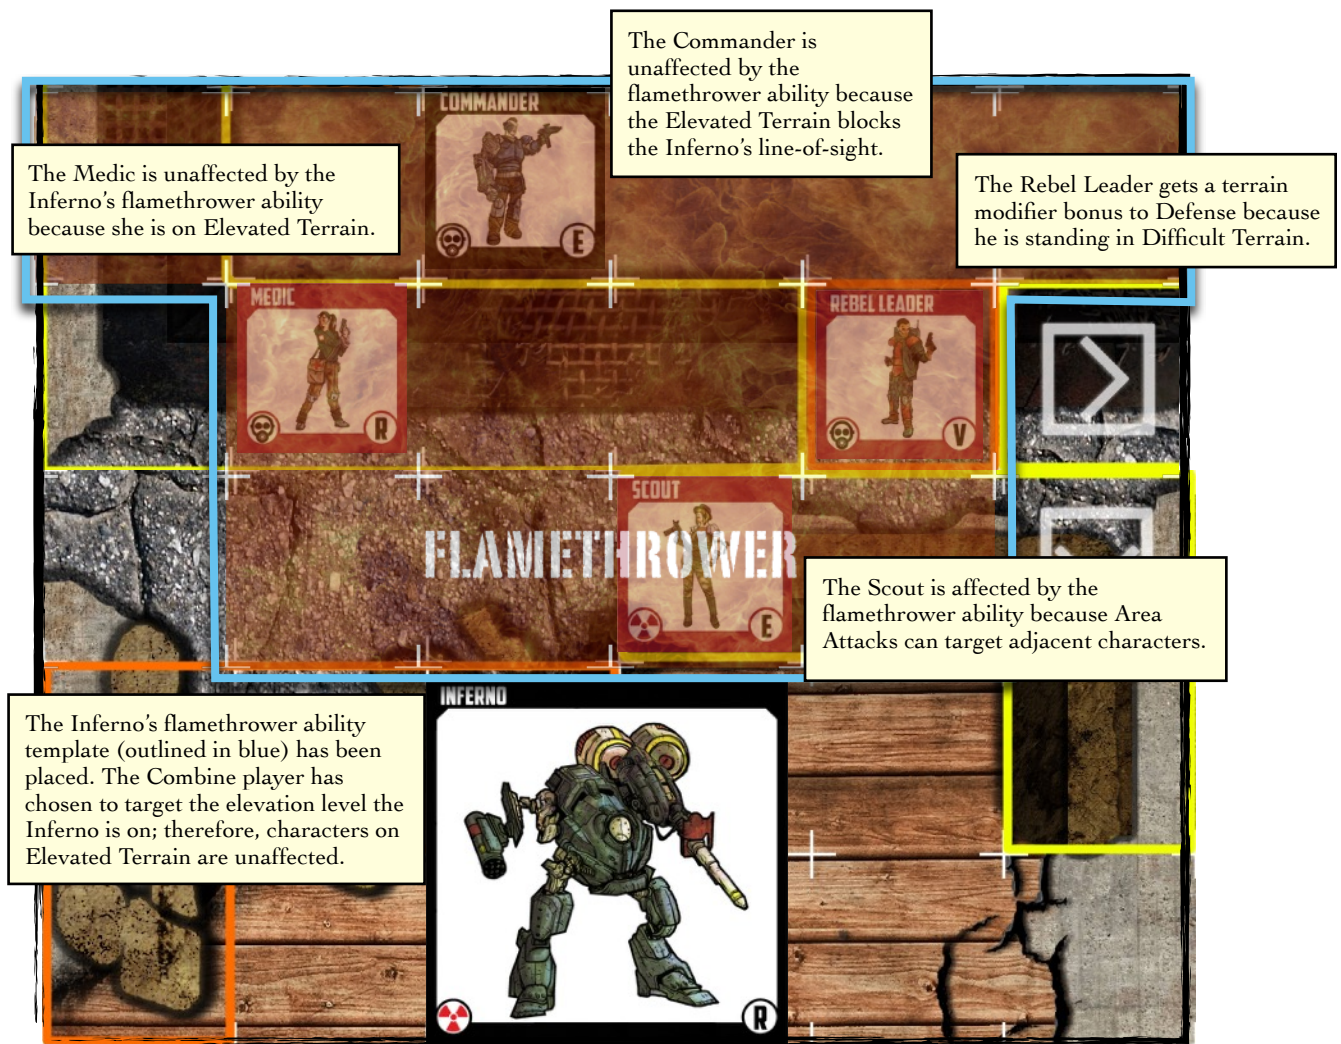 The Commander is
unaffected by the
flamethrower ability because
the Elevated Terrain blocks
the Inferno's line-of-sight.
COMMANDER
E
The Medic is unaffected by the
Inferno's flamethrower ability
because she is on Elevated Terrain.
The Rebel Leader gets a terrain
modifier bonus to Defense because
he is standing in Difficult Terrain.
MEDIC
R
REBEL LEADER
V
SCOUT
E
FLAMETHROWER
The Scout is affected by the
flamethrower ability because Area
Attacks can target adjacent characters.
The Inferno's flamethrower ability
template (outlined in blue) has been
placed. The Combine player has
chosen to target the elevation level the
Inferno is on; therefore, characters on
Elevated Terrain are unaffected.
INFERNO
R